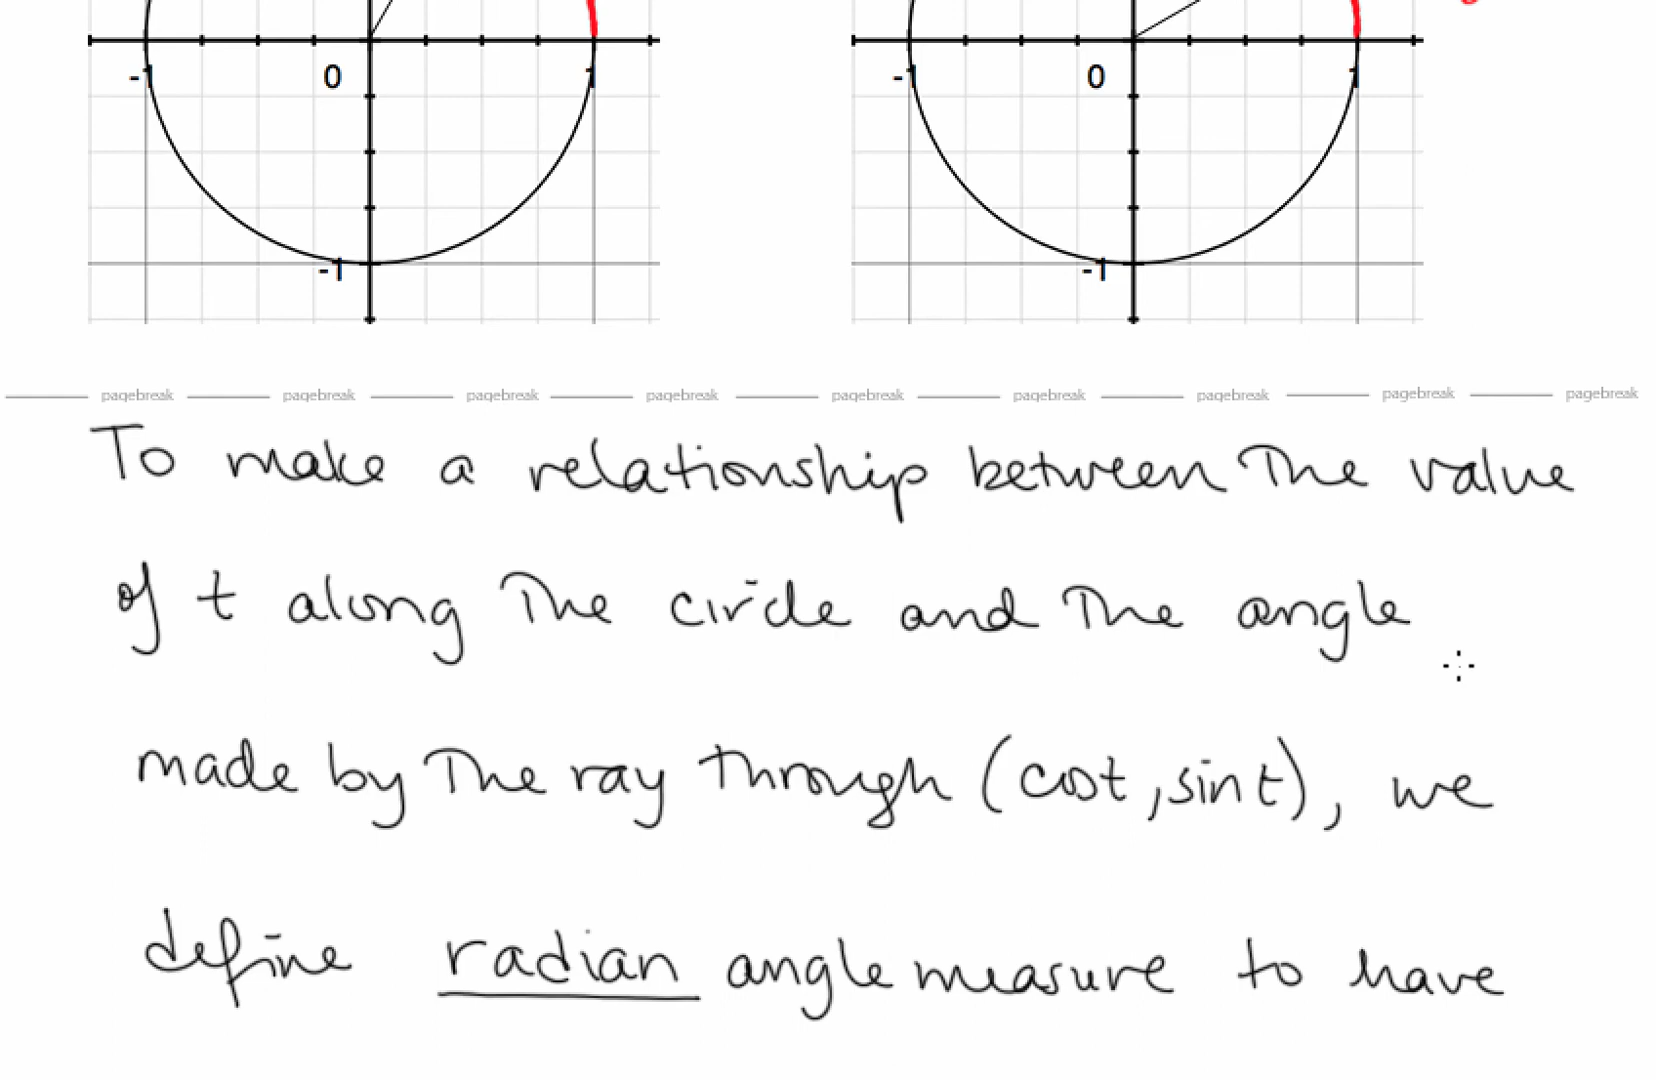 -1 0 1 -1 0 1
-1 -1
pagebreak pagebreak pagebreak pagebreak pagebreak pagebreak pagebreak pagebreak pagebreak
To make a relationship between The value
of t along The circle and The angle
made by The ray through (cost, sint), we
define radian angle measure to have